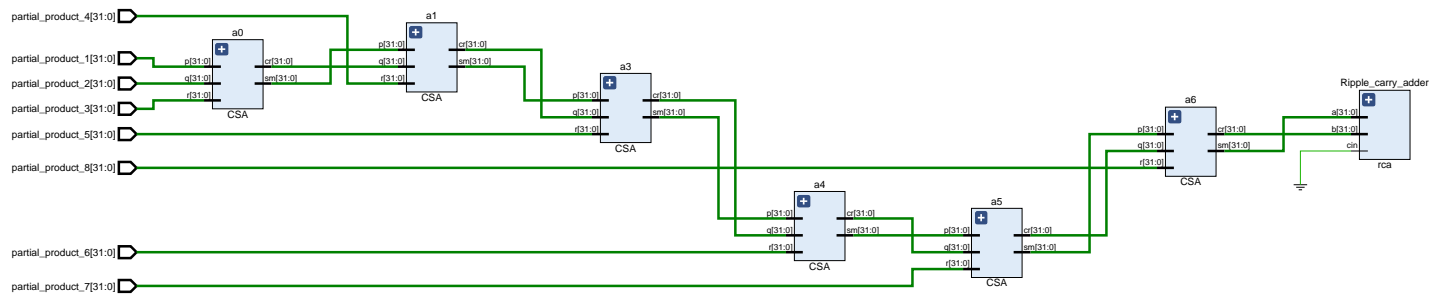 partial_product_4[31:0]
partial_product_1[31:0]
partial_product_2[31:0]
partial_product_3[31:0]
partial_product_5[31:0]
partial_product_8[31:0]
partial_product_6[31:0]
partial_product_7[31:0]
a0
p[31:0]
q[31:0]
r[31:0]
cr[31:0]
sm[31:0]
CSA
a1
p[31:0]
q[31:0]
r[31:0]
cr[31:0]
sm[31:0]
CSA
a3
p[31:0]
q[31:0]
r[31:0]
cr[31:0]
sm[31:0]
CSA
a4
p[31:0]
q[31:0]
r[31:0]
cr[31:0]
sm[31:0]
CSA
a5
p[31:0]
q[31:0]
r[31:0]
cr[31:0]
sm[31:0]
CSA
a6
p[31:0]
q[31:0]
r[31:0]
cr[31:0]
sm[31:0]
CSA
Ripple_carry_adder
a[31:0]
b[31:0]
cin
rca